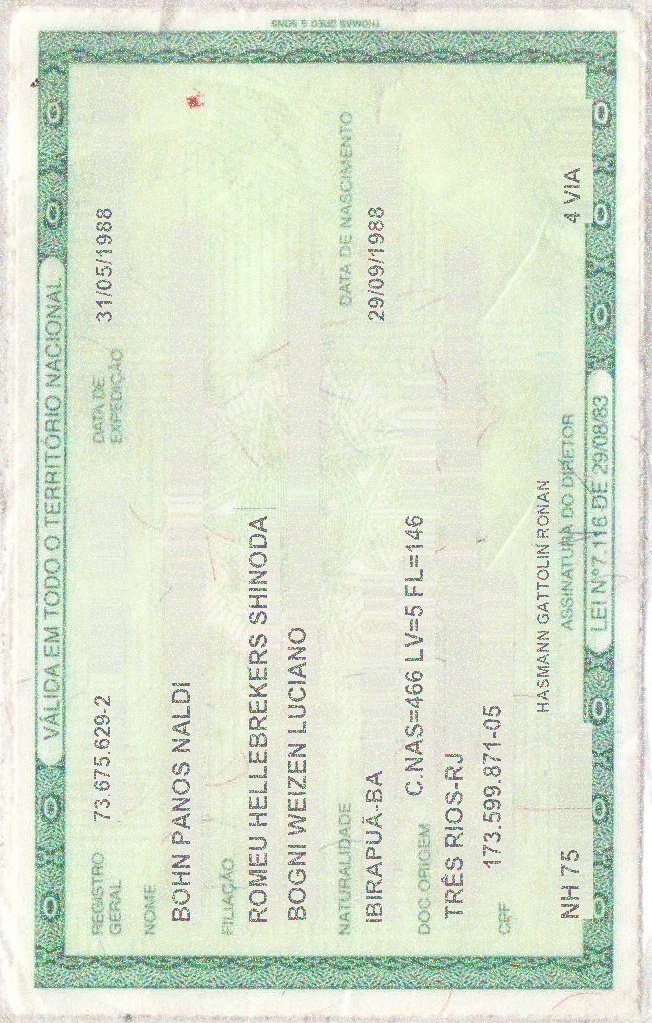 THOMAS GREG & SONS
VÁLIDA EM TODO O TERRITÓRIO NACIONAL
REGISTRO GERAL 73.675.629-2 DATA DE EXPEDIÇÃO 31/05/1988
NOME
BOHN PANOS NALDI
FILIAÇÃO
ROMEU HELLEBREKERS SHINODA
BOGNI WEIZEN LUCIANO
NATURALIDADE DATA DE NASCIMENTO
IBIRAPUÃ-BA 29/09/1988
DOC ORIGEM C.NAS=466 LV=5 FL=146
TRÊS RIOS-RJ
CPF 173.599.871-05
HASMANN GATTOLIN RONAN
NH 75 ASSINATURA DO DIRETOR 4 VIA
LEI Nº 7.116 DE 29/08/83